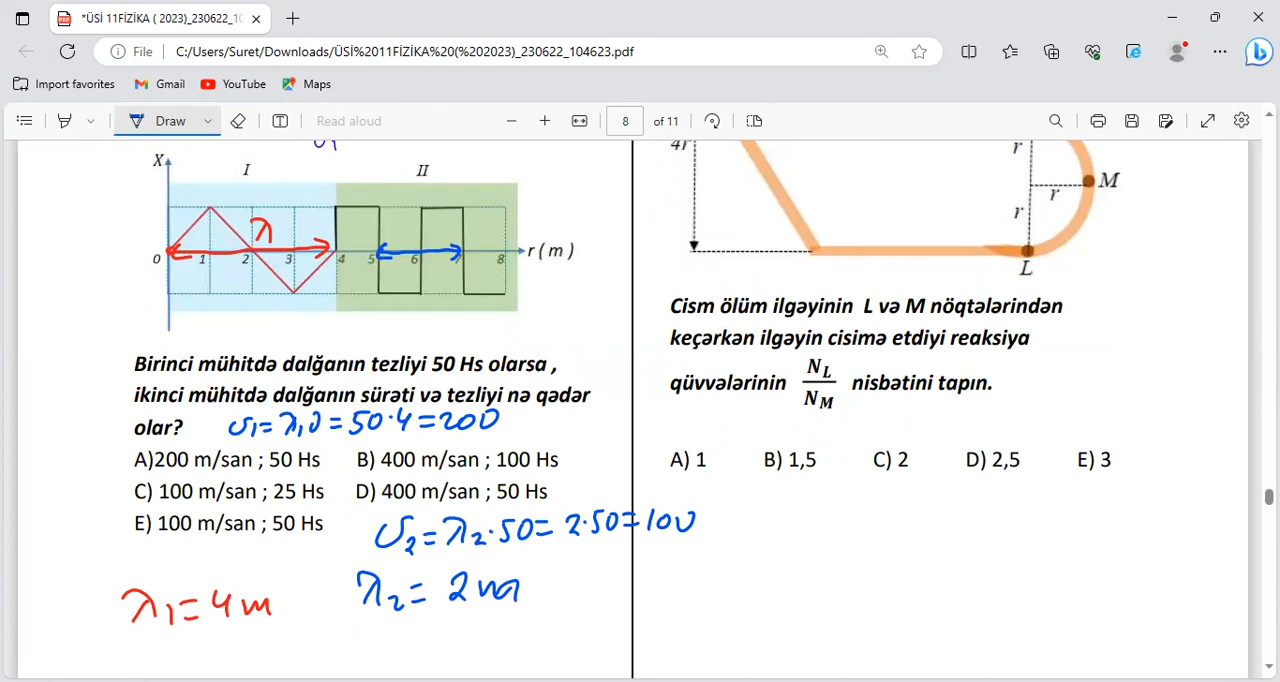 *ÜSİ 11FİZİKA ( 2023)_230622_10
File
C:/Users/Suret/Downloads/ÜSİ%2011FİZİKA%20(%202023)_230622_104623.pdf
Import favorites
Gmail
YouTube
Maps
Draw
Read aloud
8
of 11
X
I
II
λ
0
1
2
3
4
5
6
7
8
r ( m )
Birinci mühitdə dalğanın tezliyi 50 Hs olarsa ,
ikinci mühitdə dalğanın sürəti və tezliyi nə qədər
olar?
υ₁ = λ₁ν = 50·4 = 200
A)200 m/san ; 50 Hs
B) 400 m/san ; 100 Hs
C) 100 m/san ; 25 Hs
D) 400 m/san ; 50 Hs
E) 100 m/san ; 50 Hs
υ₂ = λ₂·50 = 2·50 = 100
λ₂ = 2 m
λ₁ = 4 m
4r
r
r
r
M
L
Cism ölüm ilgəyinin L və M nöqtələrindən
keçərkən ilgəyin cisimə etdiyi reaksiya
qüvvələrinin N_L/N_M nisbətini tapın.
A) 1
B) 1,5
C) 2
D) 2,5
E) 3